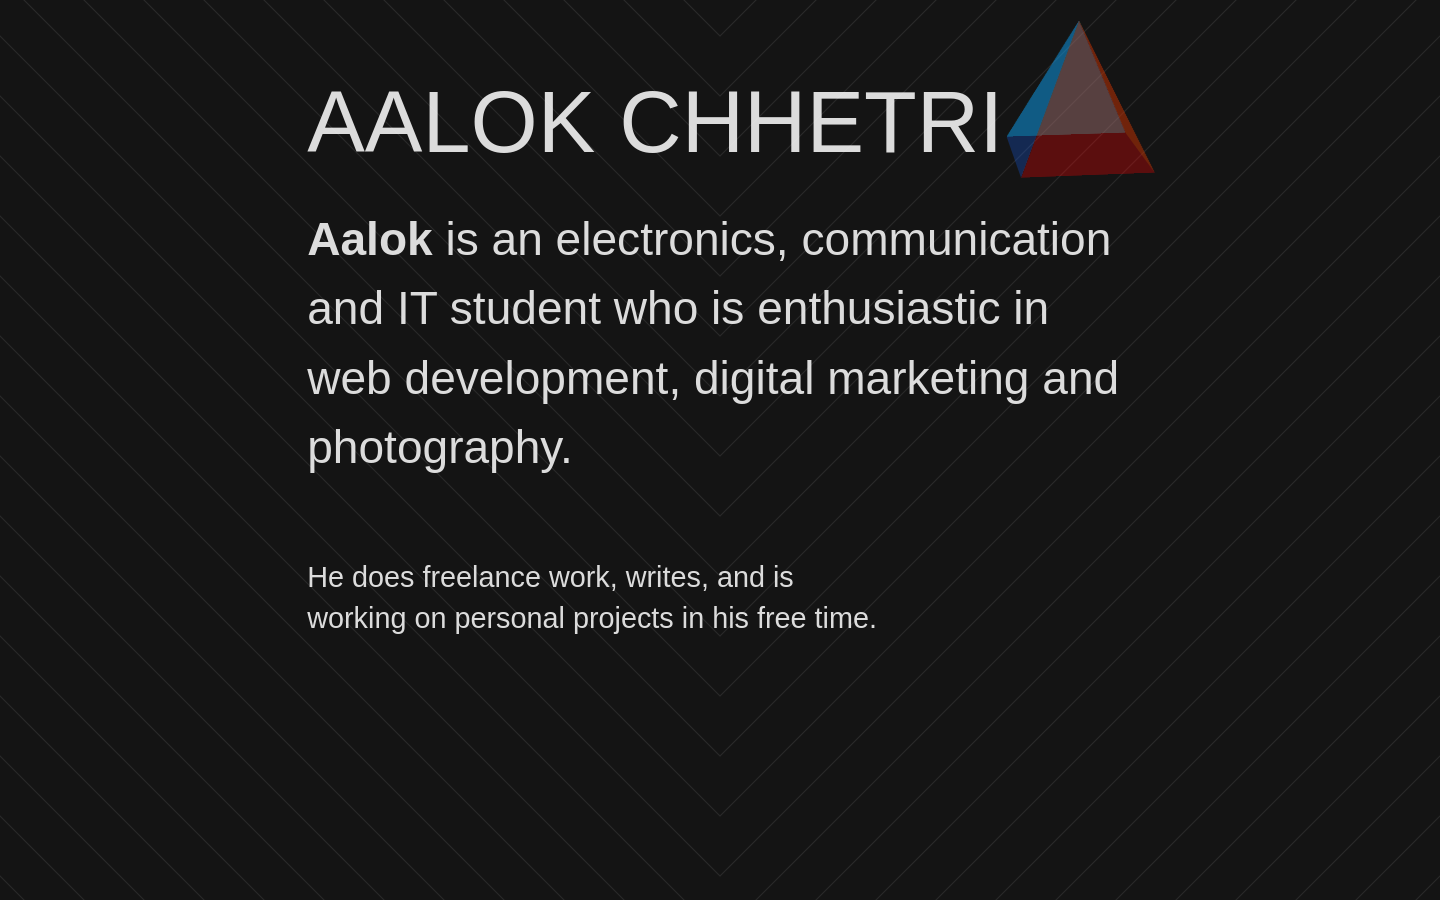 AALOK CHHETRI
Aalok is an electronics, communication
and IT student who is enthusiastic in
web development, digital marketing and
photography.
He does freelance work, writes, and is
working on personal projects in his free time.